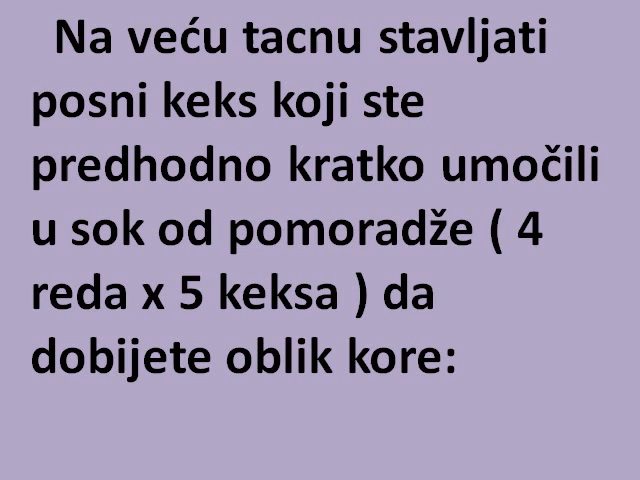 Na veću tacnu stavljati
posni keks koji ste
predhodno kratko umočili
u sok od pomoradže ( 4
reda x 5 keksa ) da
dobijete oblik kore: